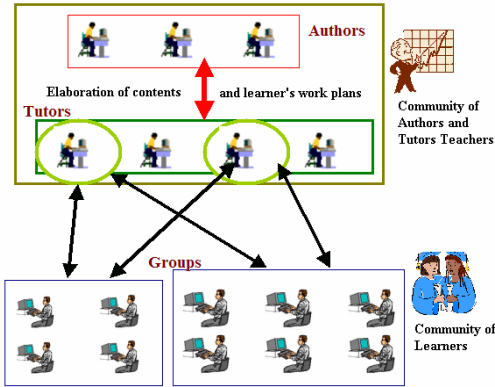 Authors
Elaboration of contents
and learner's work plans
Tutors
Community of
Authors and
Tutors Teachers
Groups
Community of
Learners